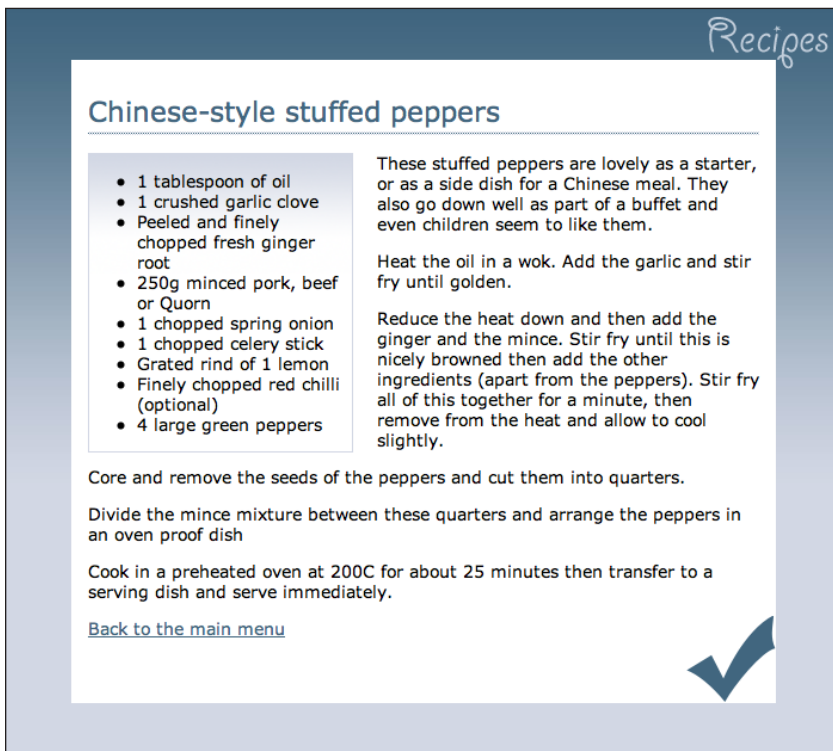 Recipes
Chinese-style stuffed peppers
• 1 tablespoon of oil
• 1 crushed garlic clove
• Peeled and finely
chopped fresh ginger
root
• 250g minced pork, beef
or Quorn
• 1 chopped spring onion
• 1 chopped celery stick
• Grated rind of 1 lemon
• Finely chopped red chilli
(optional)
• 4 large green peppers
These stuffed peppers are lovely as a starter,
or as a side dish for a Chinese meal. They
also go down well as part of a buffet and
even children seem to like them.
Heat the oil in a wok. Add the garlic and stir
fry until golden.
Reduce the heat down and then add the
ginger and the mince. Stir fry until this is
nicely browned then add the other
ingredients (apart from the peppers). Stir fry
all of this together for a minute, then
remove from the heat and allow to cool
slightly.
Core and remove the seeds of the peppers and cut them into quarters.
Divide the mince mixture between these quarters and arrange the peppers in
an oven proof dish
Cook in a preheated oven at 200C for about 25 minutes then transfer to a
serving dish and serve immediately.
Back to the main menu